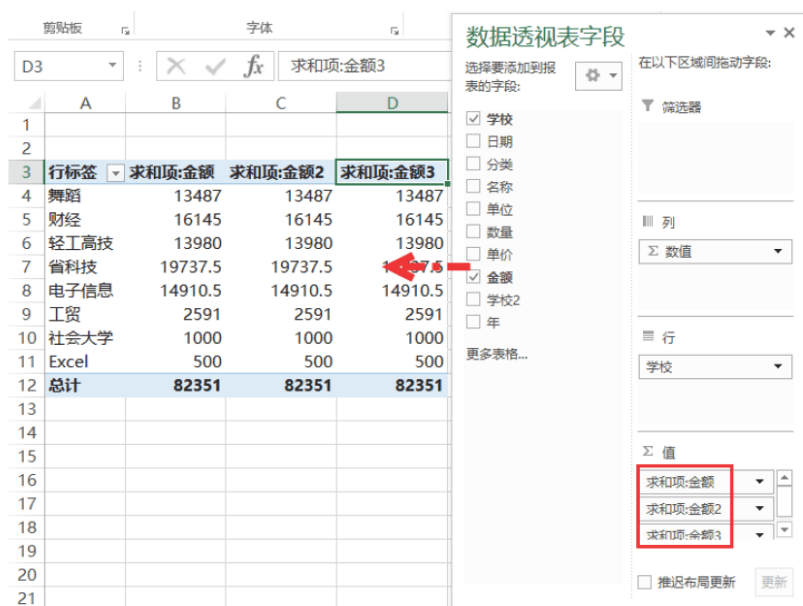 剪贴板
字体
D3
fx
求和项:金额3
A
B
C
D
1
2
3 行标签 求和项:金额 求和项:金额2 求和项:金额3
4 舞蹈 13487 13487 13487
5 财经 16145 16145 16145
6 轻工高技 13980 13980 13980
7 省科技 19737.5 19737.5
8 电子信息 14910.5 14910.5 14910.5
9 工贸 2591 2591 2591
10 社会大学 1000 1000 1000
11 Excel 500 500 500
12 总计 82351 82351 82351
13
14
15
16
17
18
19
20
21
数据透视表字段
选择要添加到报
表的字段:
学校
日期
分类
名称
单位
数量
单价
金额
学校2
年
更多表格...
在以下区域间拖动字段:
筛选器
列
Σ 数值
行
学校
Σ 值
求和项:金额
求和项:金额2
求和项:金额3
推迟布局更新
更新